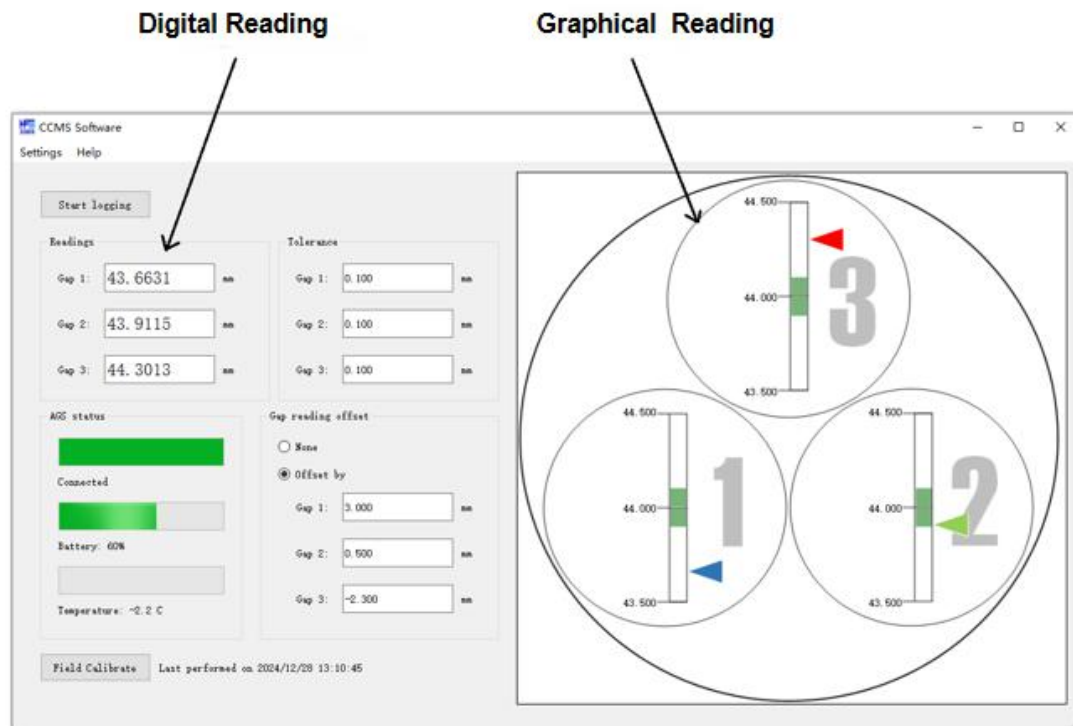 Digital Reading
Graphical Reading
CCMS Software
Settings Help
Start logging
Readings
Gap 1: 43.6631 mm
Gap 2: 43.9115 mm
Gap 3: 44.3013 mm
Tolerance
Gap 1: 0.100 mm
Gap 2: 0.100 mm
Gap 3: 0.100 mm
AGS status
Connected
Battery: 60%
Temperature: -2.2 C
Gap reading offset
None
Offset by
Gap 1: 3.000 mm
Gap 2: 0.500 mm
Gap 3: -2.300 mm
Field Calibrate Last performed on 2024/12/28 13:10:45
44.500
44.000
43.500
3
44.500
44.000
43.500
1
44.500
44.000
43.500
2